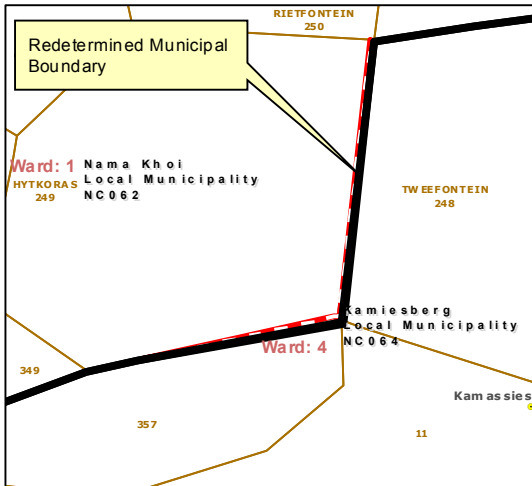 RIETFONTEIN
250
Redetermined Municipal
Boundary
Ward: 1
Nama Khoi
Local Municipality
NC062
HYTKORAS
249
TWEEFONTEIN
248
Kamiesberg
Local Municipality
NC064
Ward: 4
349
357
Kamassies
11